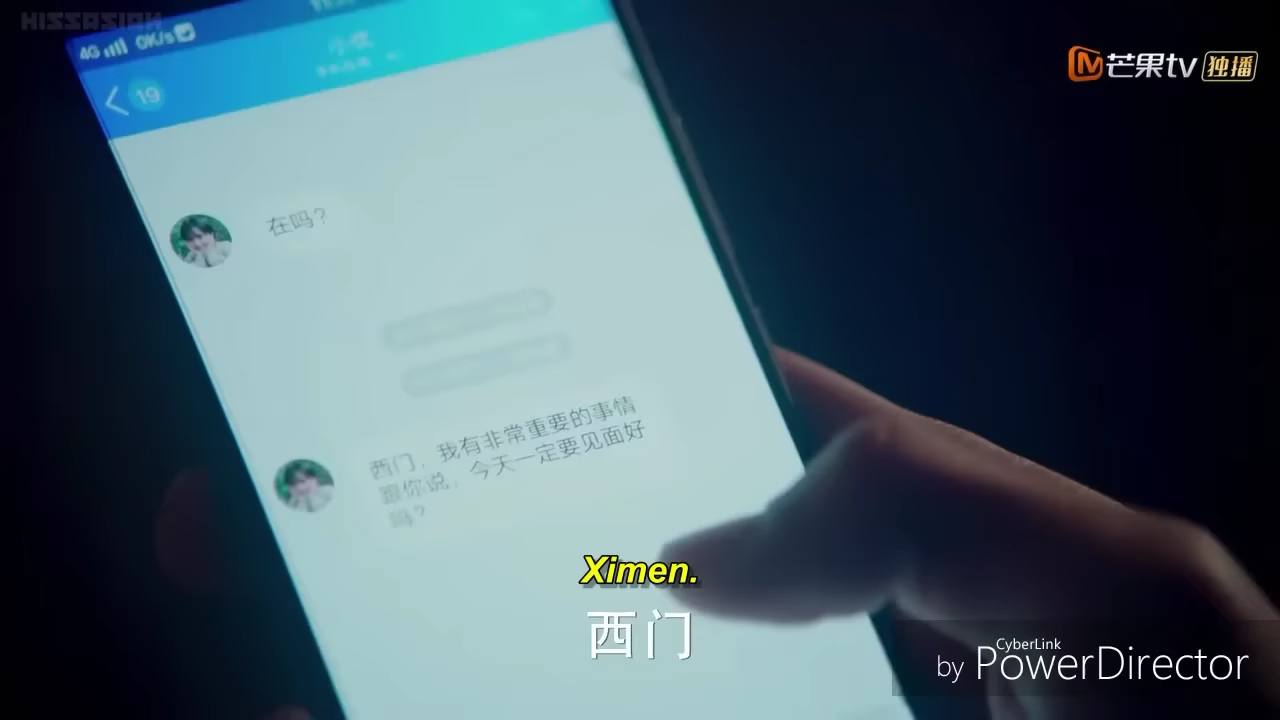 KISSASIAN
4G 0K/s
19
芒果tv 独播
在吗？
西门，我有非常重要的事情
跟你说，今天一定要见面好
吗？
Ximen.
西门
CyberLink
by PowerDirector